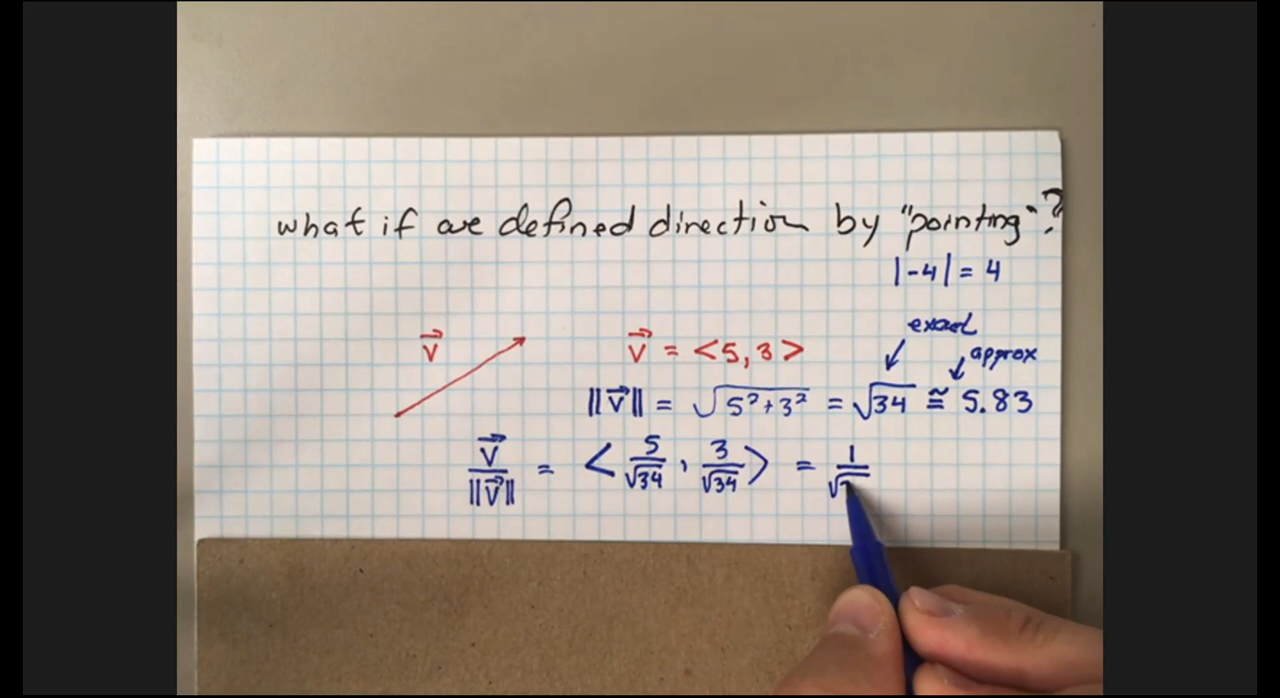 what if we defined direction by "pointing"?
|-4| = 4
exact
approx
v⃗
v⃗ = <5, 3>
||v⃗|| = √(5²+3²) = √34 ≅ 5.83
v⃗/||v⃗|| = <5/√34, 3/√34> = 1/√3